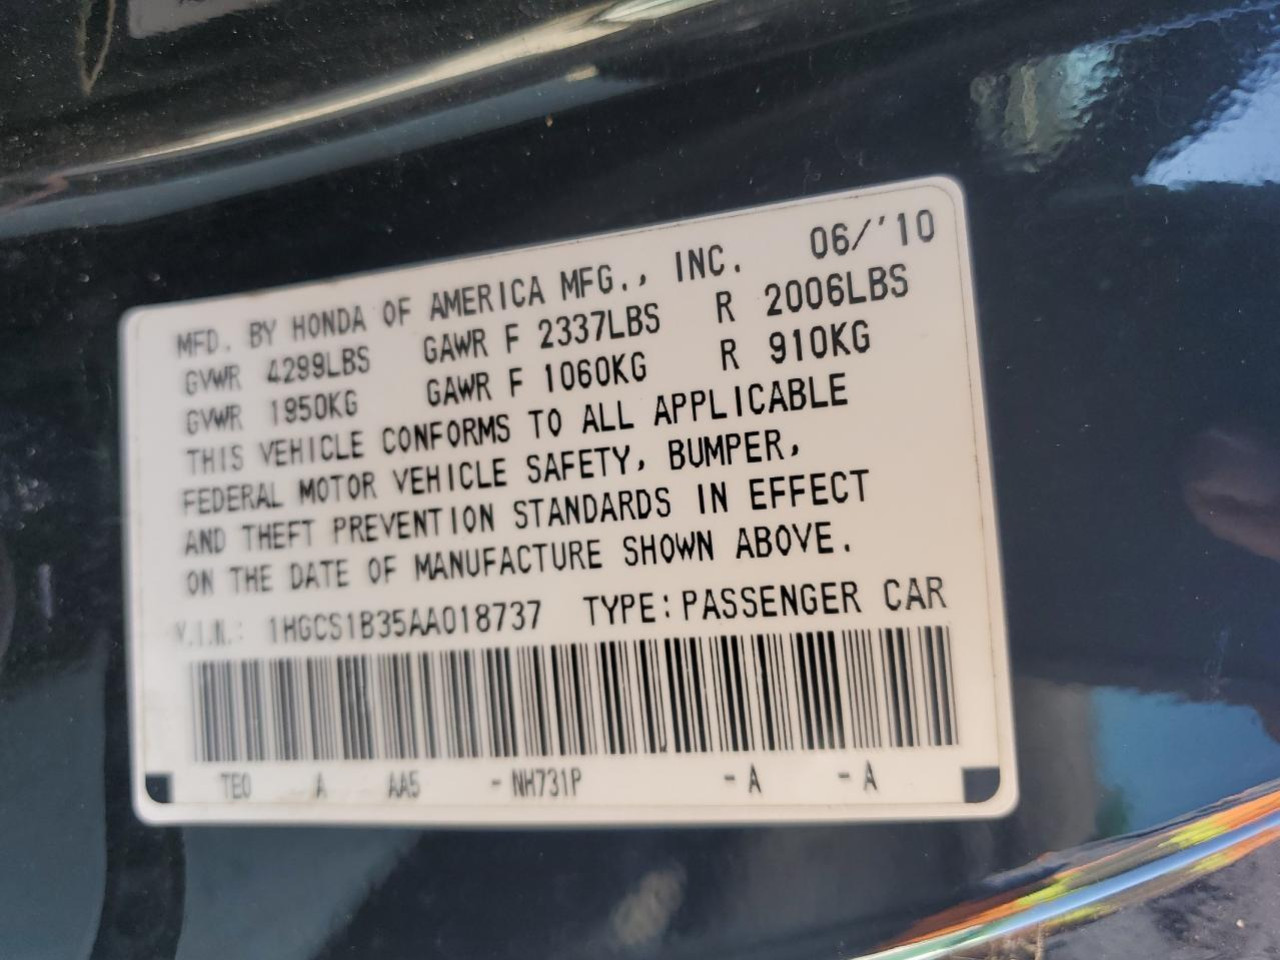 MFD. BY HONDA OF AMERICA MFG., INC. 06/'10
GVWR 4299LBS GAWR F 2337LBS R 2006LBS
GVWR 1950KG GAWR F 1060KG R 910KG
THIS VEHICLE CONFORMS TO ALL APPLICABLE
FEDERAL MOTOR VEHICLE SAFETY, BUMPER,
AND THEFT PREVENTION STANDARDS IN EFFECT
ON THE DATE OF MANUFACTURE SHOWN ABOVE.
V.I.N.: 1HGCS1B35AA018737 TYPE:PASSENGER CAR
TE0 A AA5 -NH731P -A -A